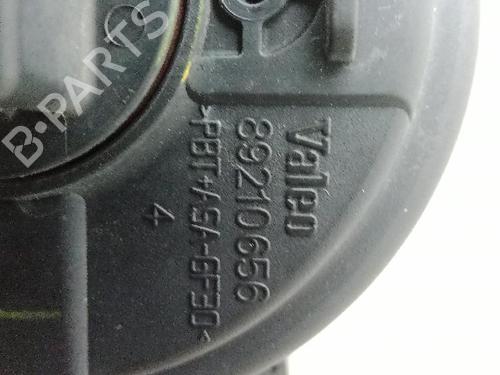 Valeo
89210656
>PBT+ASA-GF30<
4
B-PARTS